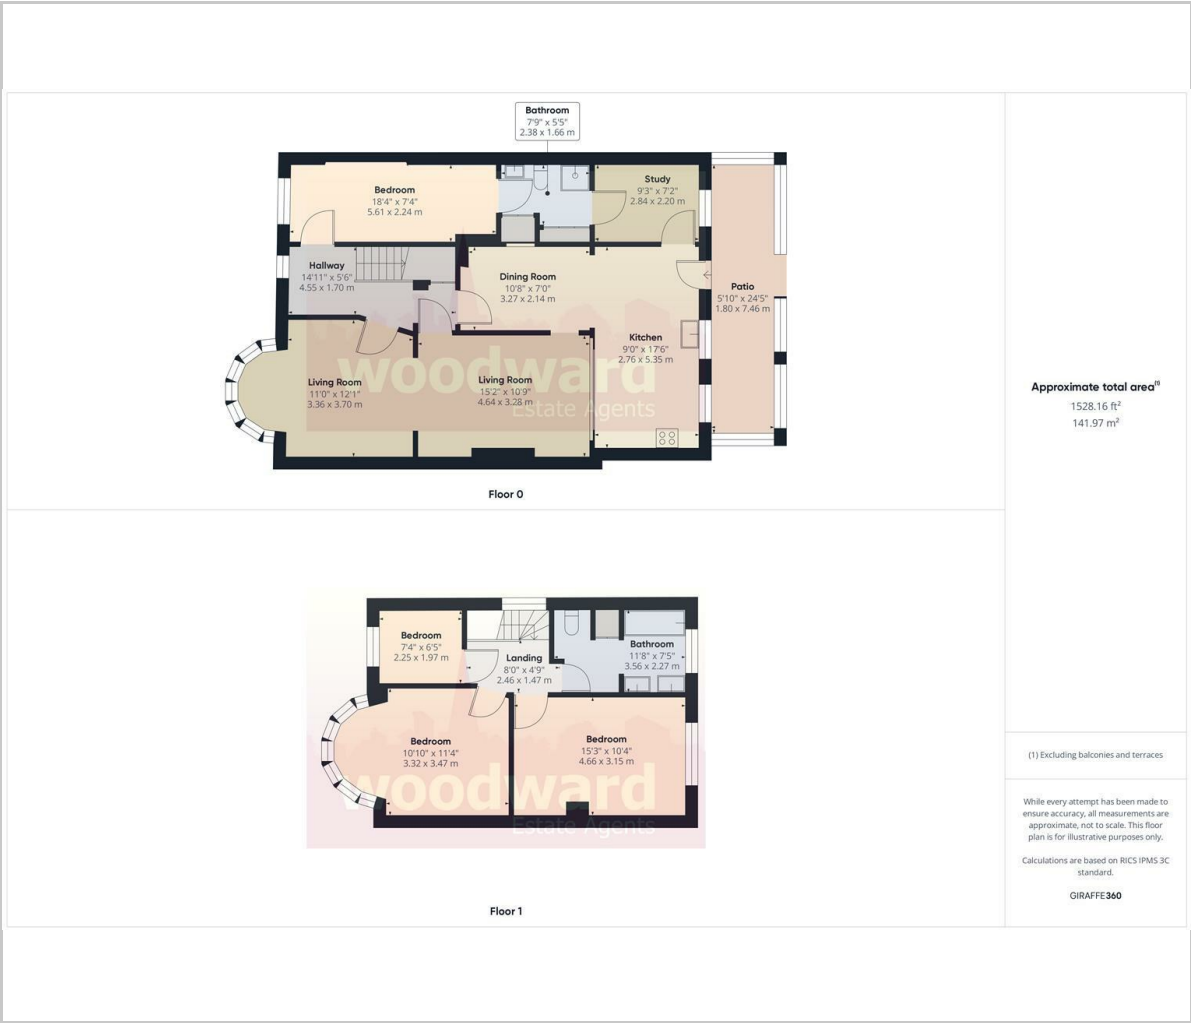 Bathroom
7'9" x 5'5"
2.38 x 1.66 m
Bedroom
18'4" x 7'4"
5.61 x 2.24 m
Study
9'3" x 7'2"
2.84 x 2.20 m
Hallway
14'11" x 5'6"
4.55 x 1.70 m
Dining Room
10'8" x 7'0"
3.27 x 2.14 m
Patio
5'10" x 24'5"
1.80 x 7.46 m
Kitchen
9'0" x 17'6"
2.76 x 5.35 m
Living Room
11'0" x 12'1"
3.36 x 3.70 m
Living Room
15'2" x 10'9"
4.64 x 3.28 m
woodward
Estate Agents
Floor 0
Bedroom
7'4" x 6'5"
2.25 x 1.97 m
Landing
8'0" x 4'9"
2.46 x 1.47 m
Bathroom
11'8" x 7'5"
3.56 x 2.27 m
Bedroom
10'10" x 11'4"
3.32 x 3.47 m
Bedroom
15'3" x 10'4"
4.66 x 3.15 m
woodward
Estate Agents
Floor 1
Approximate total area(1)
1528.16 ft²
141.97 m²
(1) Excluding balconies and terraces
While every attempt has been made to
ensure accuracy, all measurements are
approximate, not to scale. This floor
plan is for illustrative purposes only.
Calculations are based on RICS IPMS 3C
standard.
GIRAFFE360